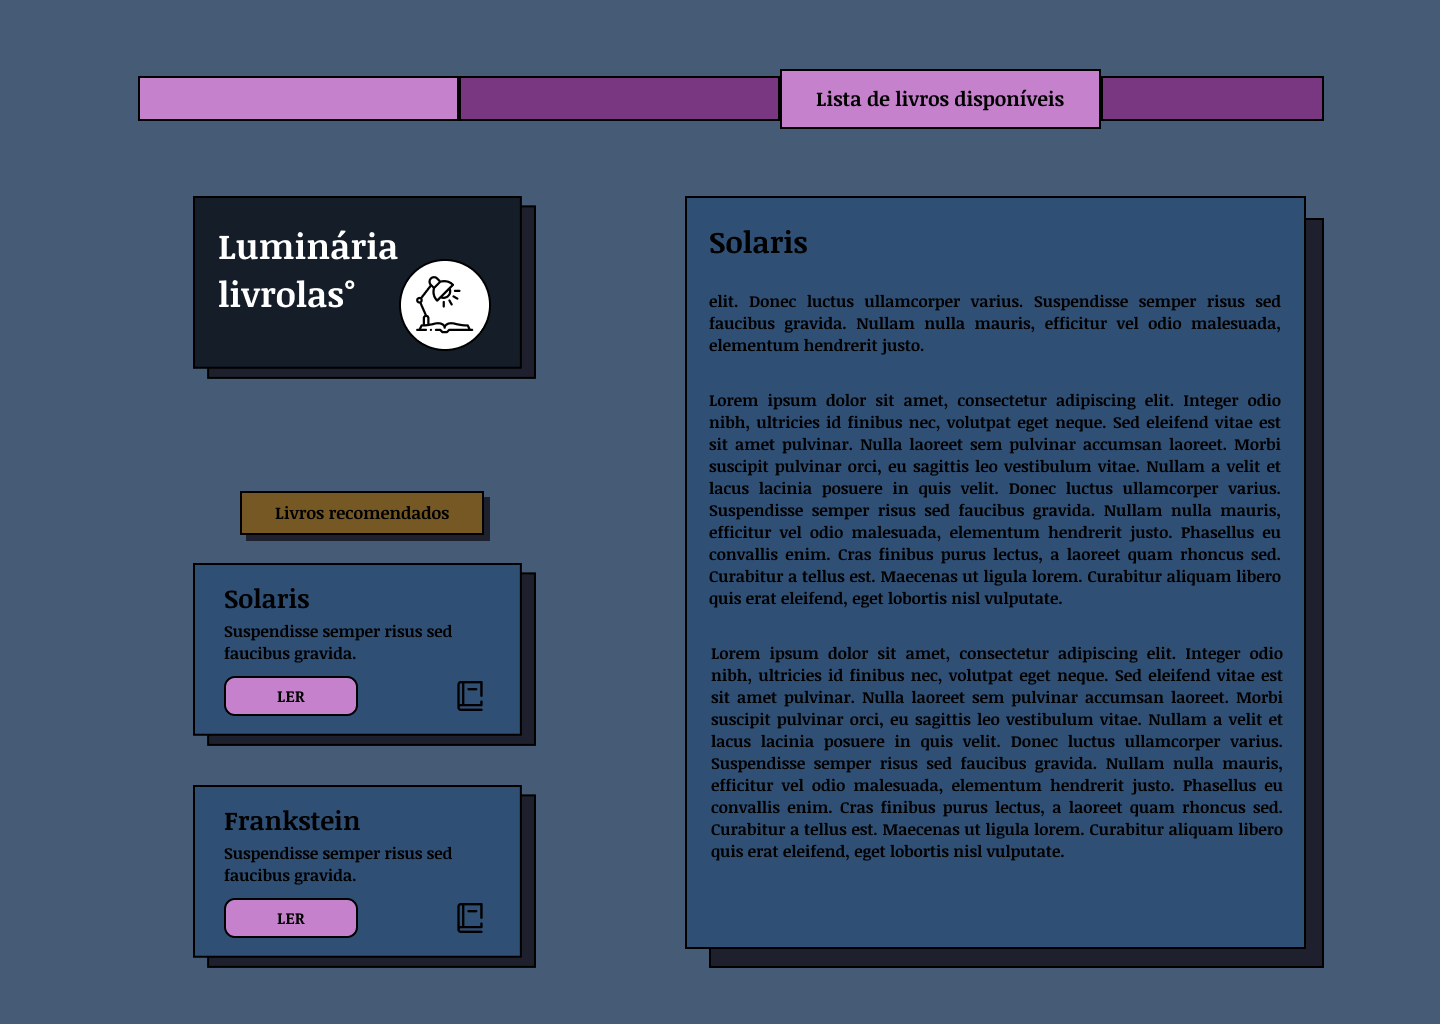 Lista de livros disponíveis
Luminária
livrolas°
Livros recomendados
Solaris
Suspendisse semper risus sed
faucibus gravida.
LER
Frankstein
Suspendisse semper risus sed
faucibus gravida.
LER
Solaris
elit. Donec luctus ullamcorper varius. Suspendisse semper risus sed
faucibus gravida. Nullam nulla mauris, efficitur vel odio malesuada,
elementum hendrerit justo.
Lorem ipsum dolor sit amet, consectetur adipiscing elit. Integer odio
nibh, ultricies id finibus nec, volutpat eget neque. Sed eleifend vitae est
sit amet pulvinar. Nulla laoreet sem pulvinar accumsan laoreet. Morbi
suscipit pulvinar orci, eu sagittis leo vestibulum vitae. Nullam a velit et
lacus lacinia posuere in quis velit. Donec luctus ullamcorper varius.
Suspendisse semper risus sed faucibus gravida. Nullam nulla mauris,
efficitur vel odio malesuada, elementum hendrerit justo. Phasellus eu
convallis enim. Cras finibus purus lectus, a laoreet quam rhoncus sed.
Curabitur a tellus est. Maecenas ut ligula lorem. Curabitur aliquam libero
quis erat eleifend, eget lobortis nisl vulputate.
Lorem ipsum dolor sit amet, consectetur adipiscing elit. Integer odio
nibh, ultricies id finibus nec, volutpat eget neque. Sed eleifend vitae est
sit amet pulvinar. Nulla laoreet sem pulvinar accumsan laoreet. Morbi
suscipit pulvinar orci, eu sagittis leo vestibulum vitae. Nullam a velit et
lacus lacinia posuere in quis velit. Donec luctus ullamcorper varius.
Suspendisse semper risus sed faucibus gravida. Nullam nulla mauris,
efficitur vel odio malesuada, elementum hendrerit justo. Phasellus eu
convallis enim. Cras finibus purus lectus, a laoreet quam rhoncus sed.
Curabitur a tellus est. Maecenas ut ligula lorem. Curabitur aliquam libero
quis erat eleifend, eget lobortis nisl vulputate.